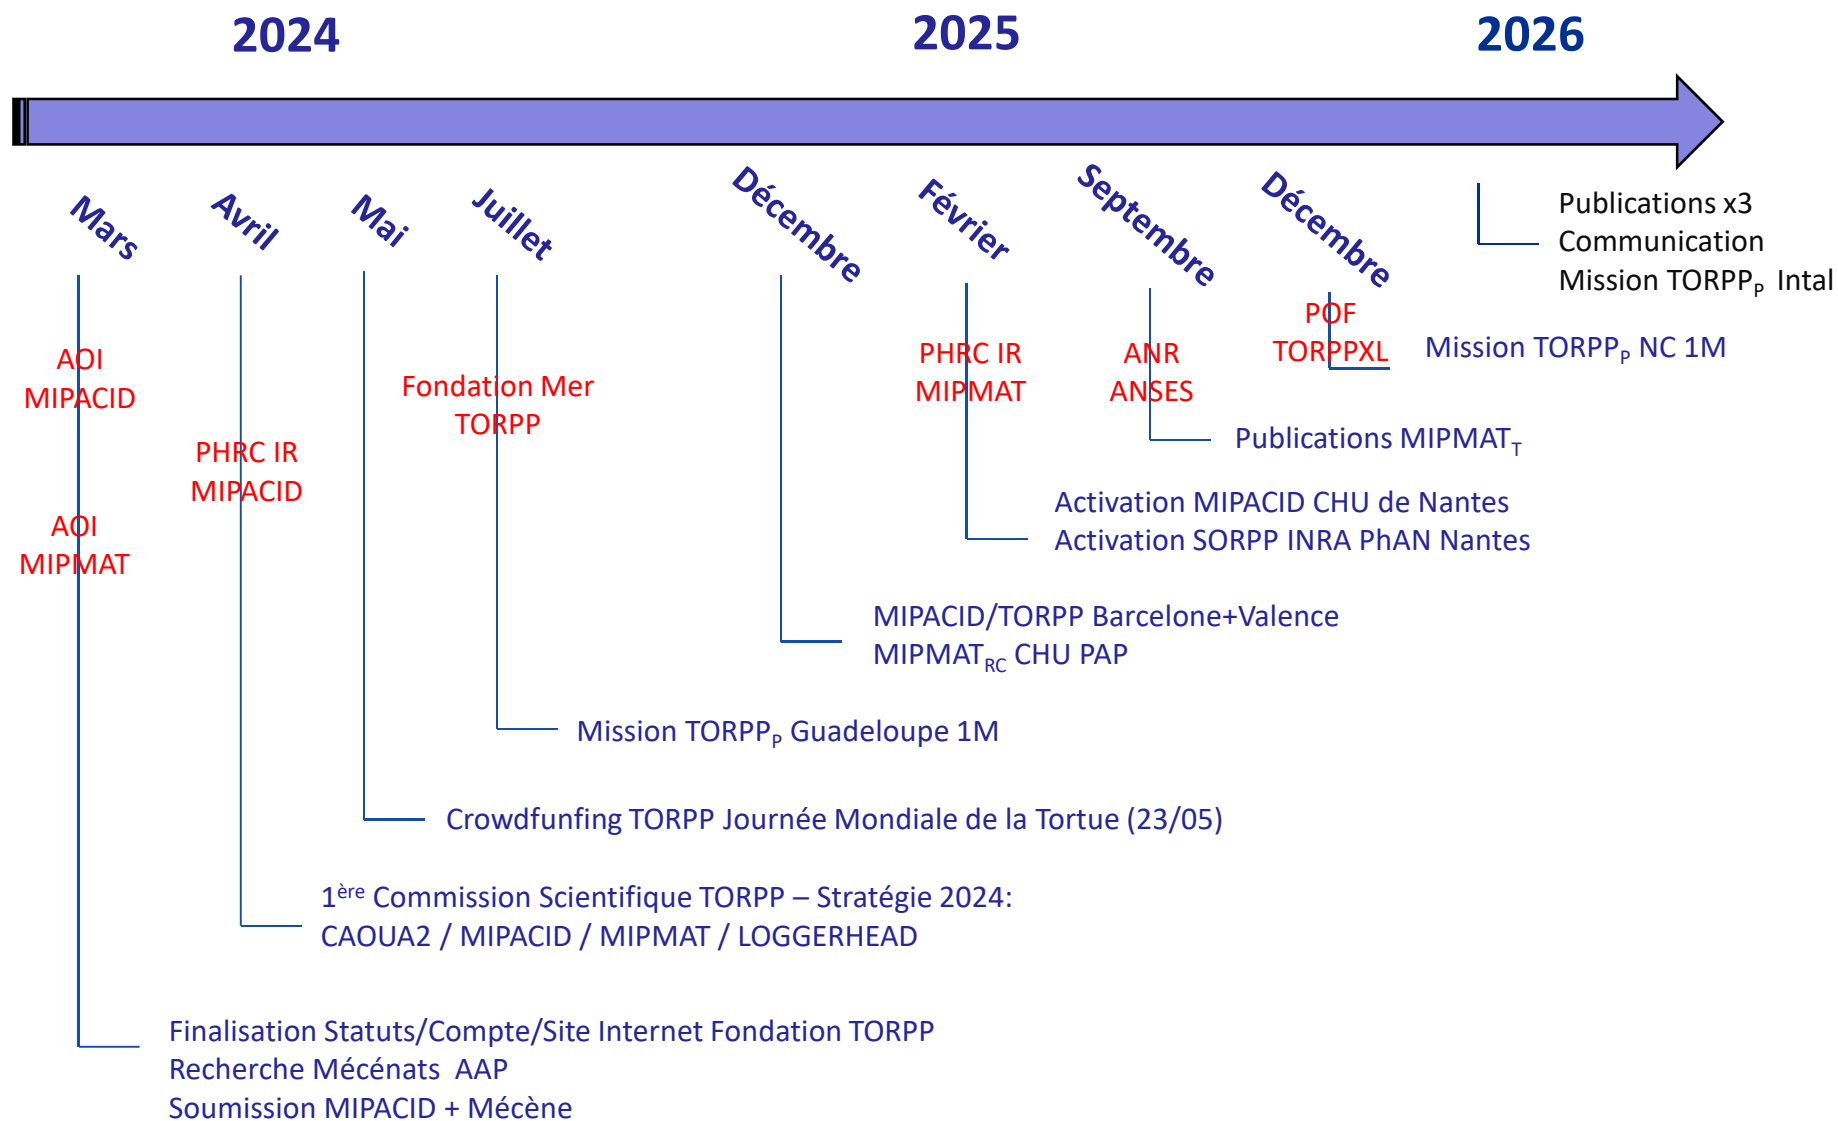 2024
2025
2026
Mars
Avril
Mai
Juillet
Décembre
Février
Septembre
Décembre
Publications x3
Communication
Mission TORPPP Intal
AOI
MIPACID
AOI
MIPMAT
PHRC IR
MIPACID
Fondation Mer
TORPP
PHRC IR
MIPMAT
ANR
ANSES
POF
TORPPXL
Mission TORPPP NC 1M
Publications MIPMATT
Activation MIPACID CHU de Nantes
Activation SORPP INRA PhAN Nantes
MIPACID/TORPP Barcelone+Valence
MIPMATRC CHU PAP
Mission TORPPP Guadeloupe 1M
Crowdfunfing TORPP Journée Mondiale de la Tortue (23/05)
1ère Commission Scientifique TORPP – Stratégie 2024:
CAOUA2 / MIPACID / MIPMAT / LOGGERHEAD
Finalisation Statuts/Compte/Site Internet Fondation TORPP
Recherche Mécénats AAP
Soumission MIPACID + Mécène